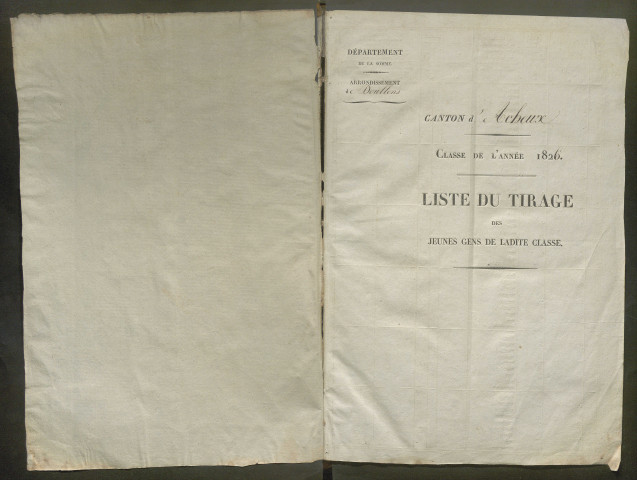 DÉPARTEMENT
DE LA SOMME.
ARRONDISSEMENT
de Doullens
CANTON d'Acheux
CLASSE DE L'ANNÉE 1826.
LISTE DU TIRAGE
DES
JEUNES GENS DE LADITE CLASSE.